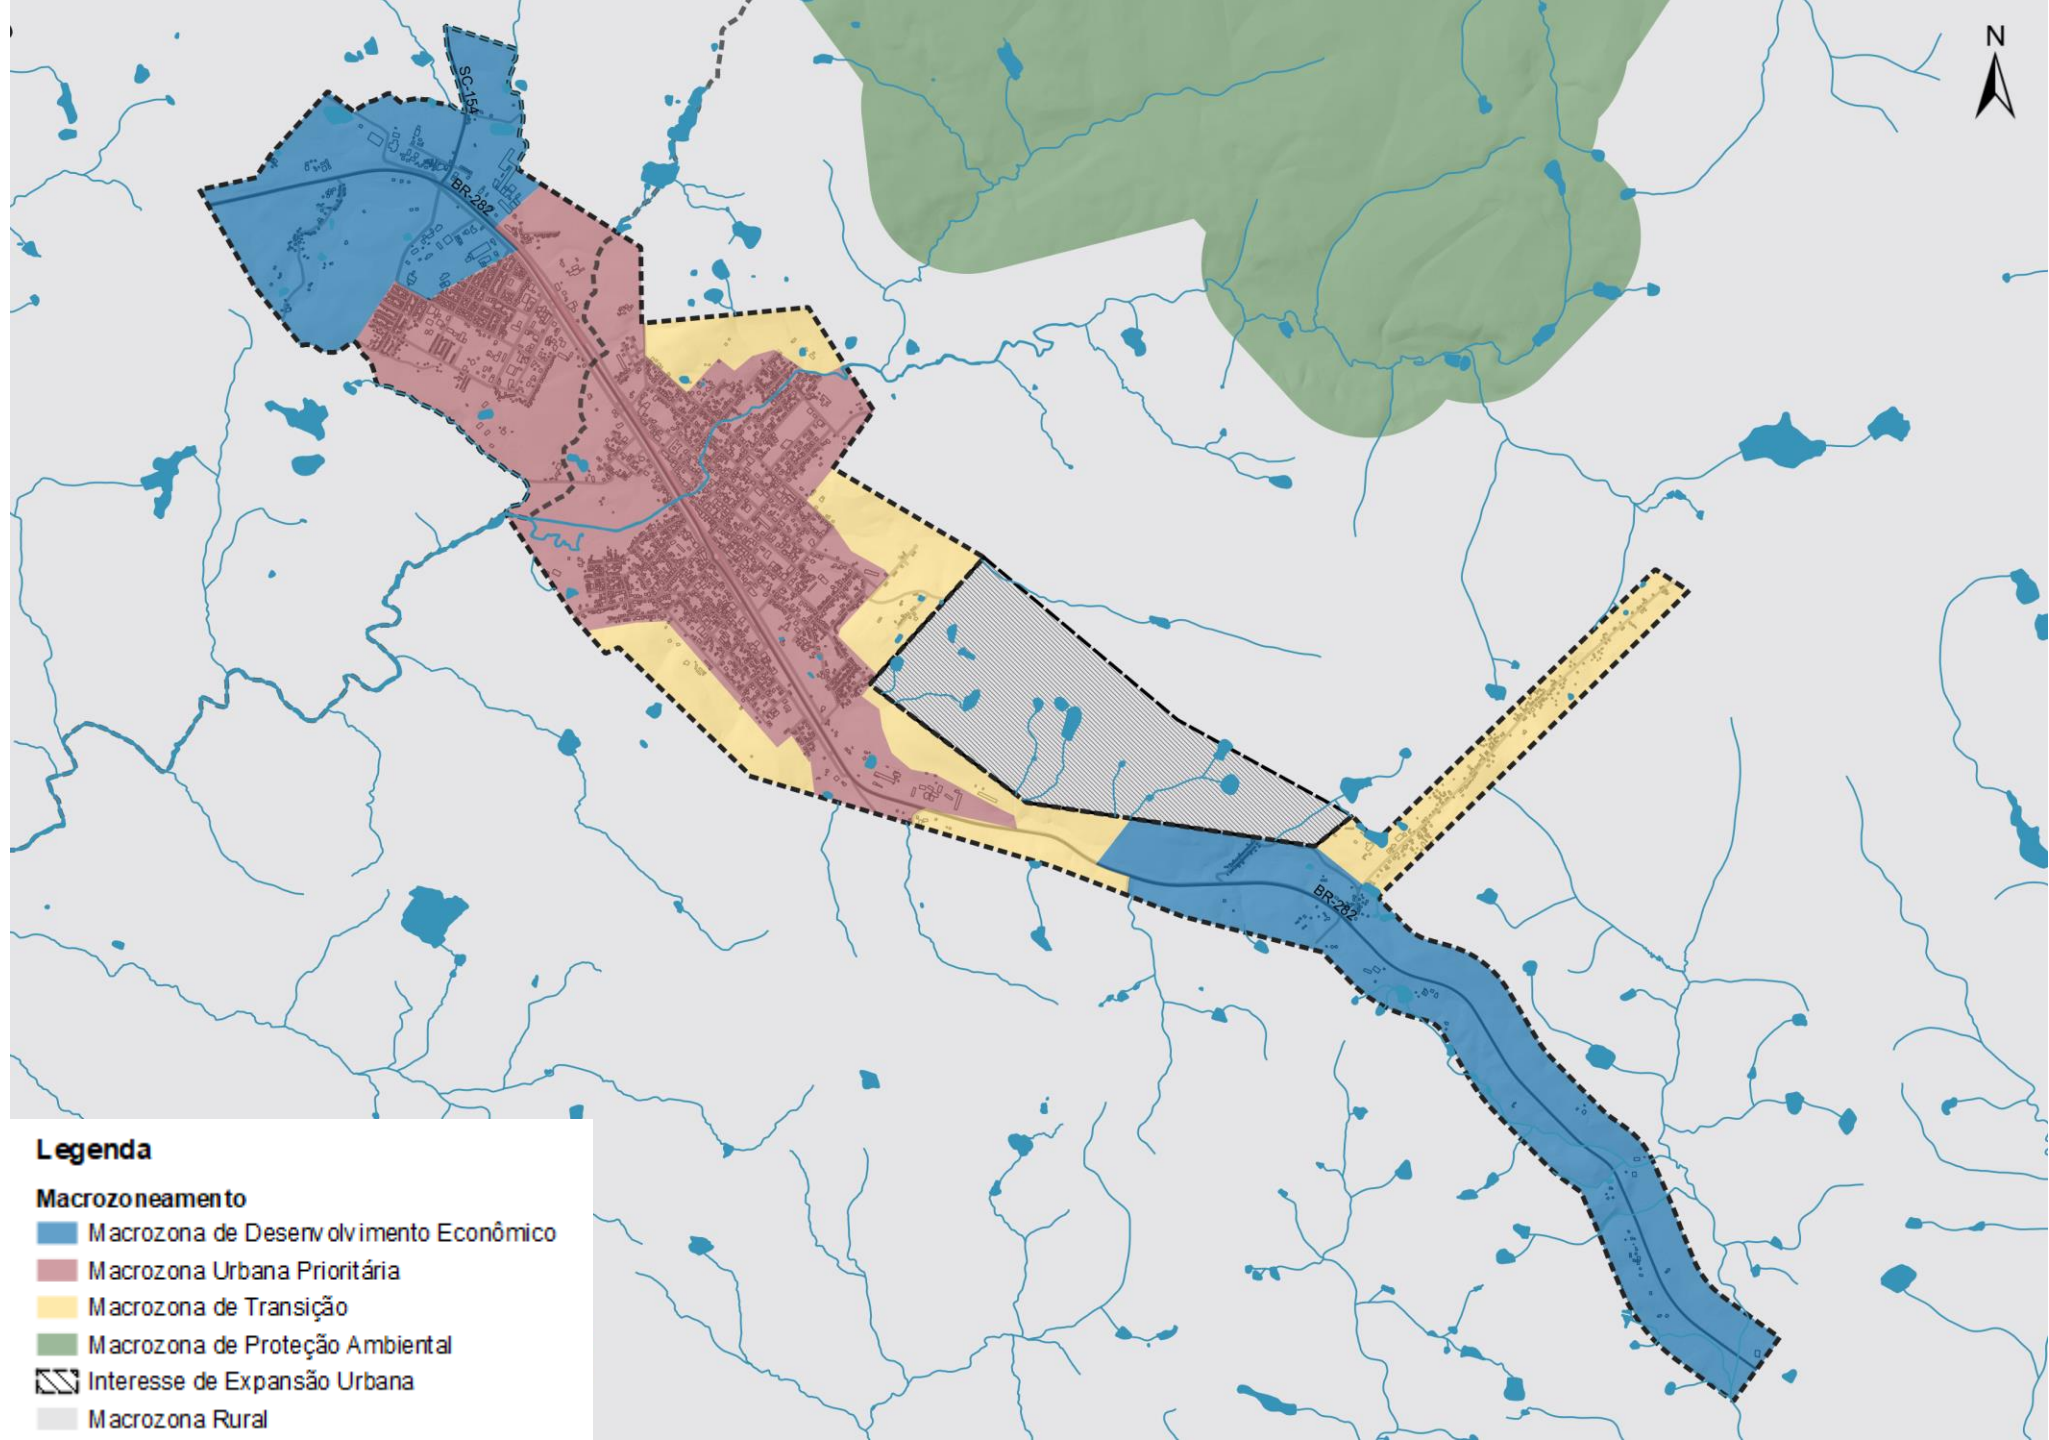 N
SC-154
BR-282
BR-282
Legenda
Macrozoneamento
Macrozona de Desenvolvimento Econômico
Macrozona Urbana Prioritária
Macrozona de Transição
Macrozona de Proteção Ambiental
Interesse de Expansão Urbana
Macrozona Rural